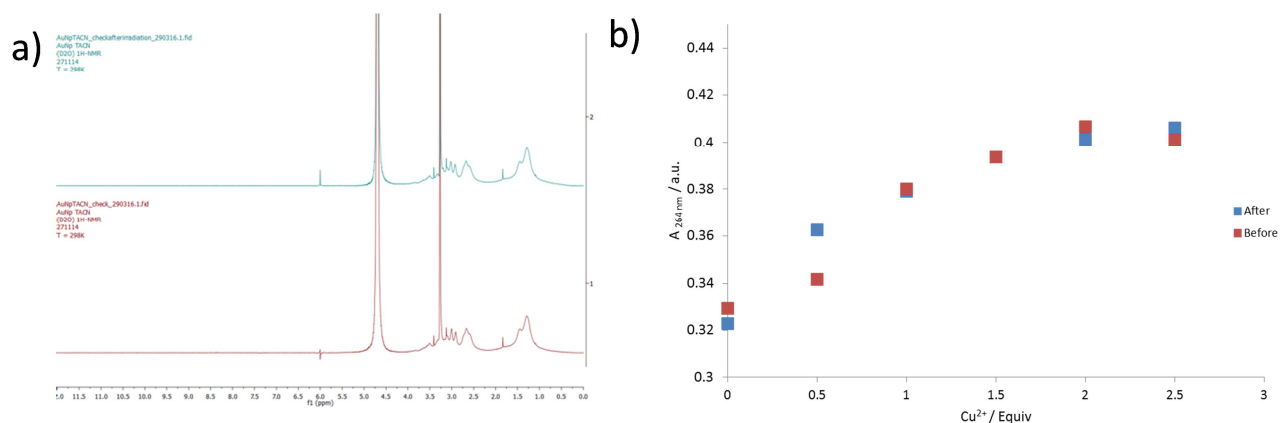 a)
AuNpTACN_checkafterirradiation_290316.1.fid
AuNp TACN
(D2O) 1H-NMR
271114
T = 298K
2
AuNpTACN_check_290316.1.fid
AuNp TACN
(D2O) 1H-NMR
271114
T = 298K
1
2.0 11.5 11.0 10.5 10.0 9.5 9.0 8.5 8.0 7.5 7.0 6.5 6.0 5.5 5.0 4.5 4.0 3.5 3.0 2.5 2.0 1.5 1.0 0.5 0.0
f1 (ppm)
b)
0.44
0.42
0.4
0.38
0.36
0.34
0.32
0.3
A 264 nm / a.u.
0 0.5 1 1.5 2 2.5 3
Cu2+ / Equiv
After
Before